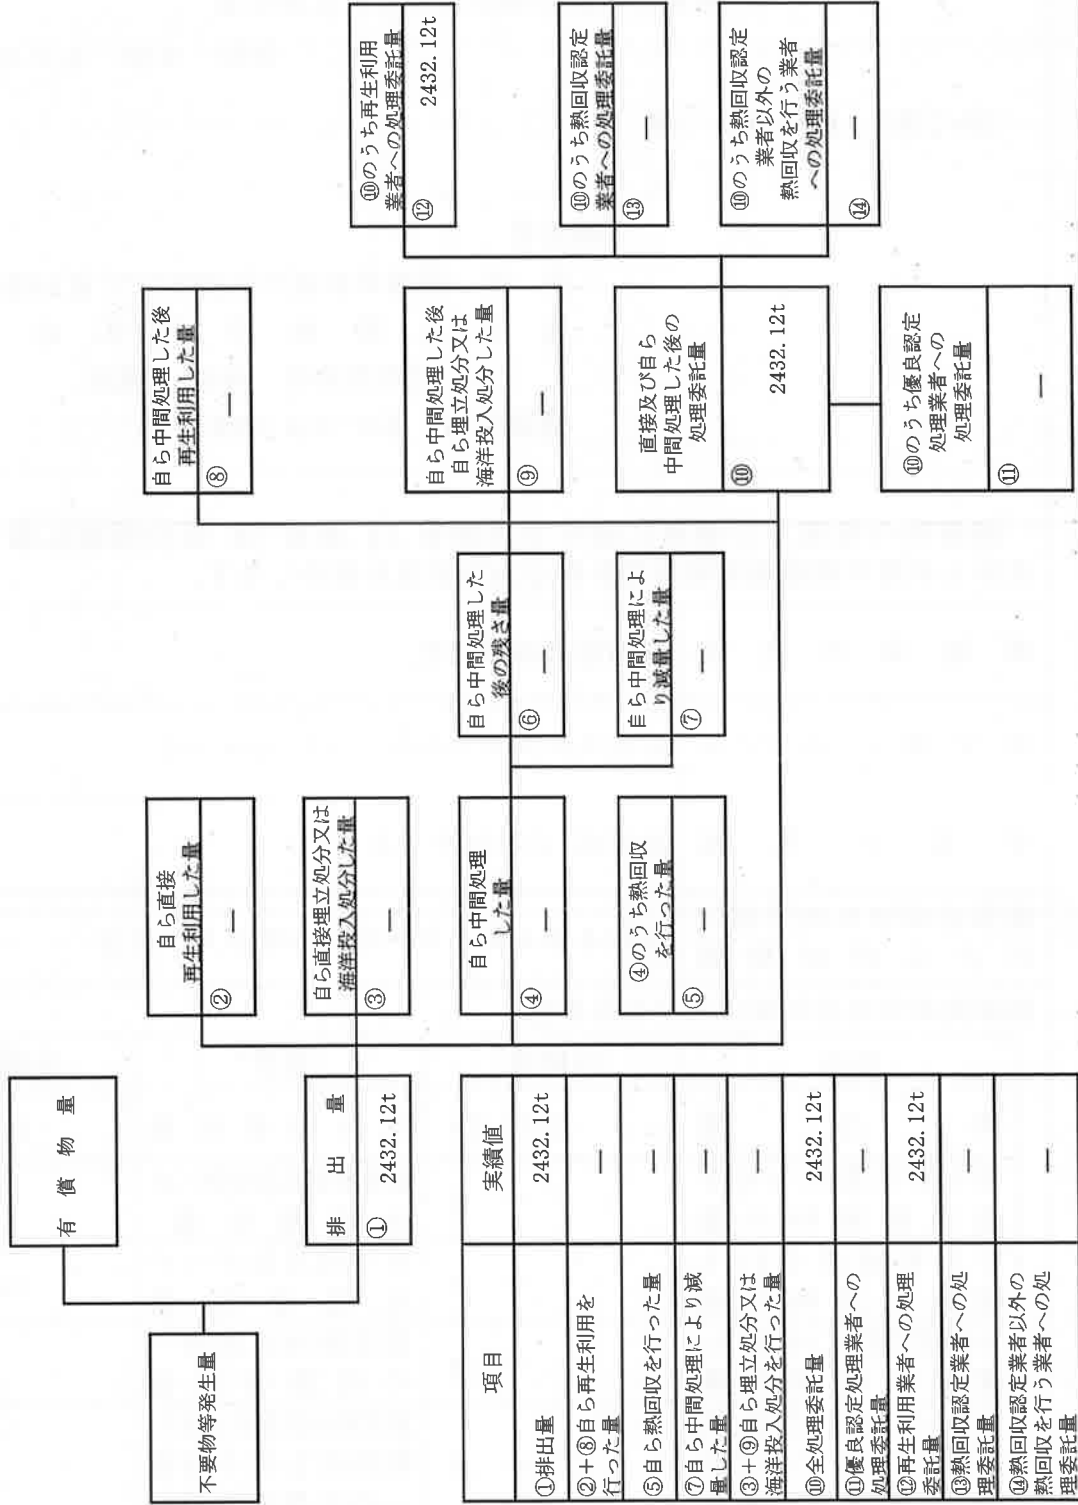 不要物等発生量
有償物量
排出量
① 2432.12t
自ら直接
再生利用した量
② —
自ら直接埋立処分又は
海洋投入処分した量
③ —
自ら中間処理
した量
④ —
④のうち熱回収
を行った量
⑤ —
自ら中間処理した
後の残さ量
⑥ —
自ら中間処理によ
り減量した量
⑦ —
自ら中間処理した後
再生利用した量
⑧ —
自ら中間処理した後
自ら埋立処分又は
海洋投入処分した量
⑨ —
直接及び自ら
中間処理した後の
処理委託量
⑩ 2432.12t
⑩のうち優良認定
処理業者への
処理委託量
⑪ —
⑩のうち再生利用
業者への処理委託量
⑫ 2432.12t
⑩のうち熱回収認定
業者への処理委託量
⑬ —
⑩のうち熱回収認定
業者以外の
熱回収を行う業者
への処理委託量
⑭ —
項目 実績値
①排出量 2432.12t
②+⑧自ら再生利用を
行った量 —
⑤自ら熱回収を行った量 —
⑦自ら中間処理により減
量した量 —
③+⑨自ら埋立処分又は
海洋投入処分を行った量 —
⑩全処理委託量 2432.12t
⑪優良認定処理業者への
処理委託量 —
⑫再生利用業者への処理
委託量 2432.12t
⑬熱回収認定業者への処
理委託量 —
⑭熱回収認定業者以外の
熱回収を行う業者への処
理委託量 —